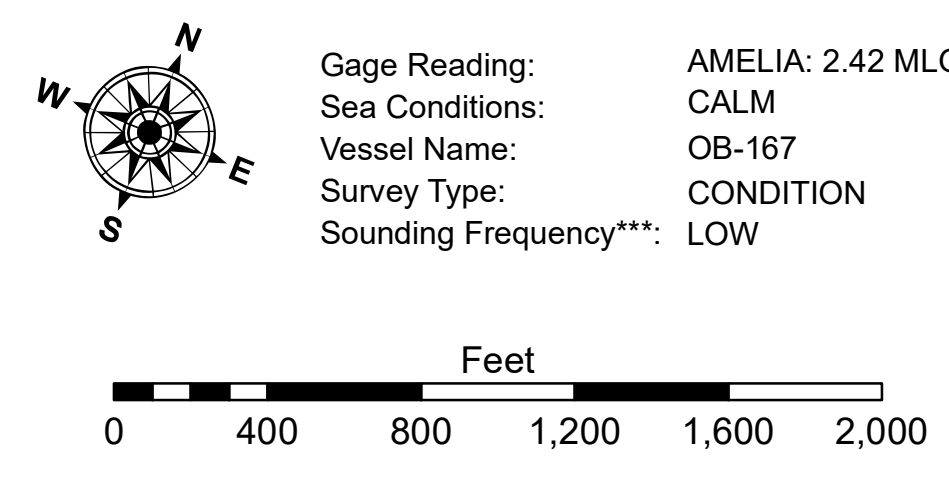 N
W
E
S
Gage Reading: AMELIA: 2.42 
Sea Conditions: CALM
Vessel Name: OB-167
Survey Type: CONDITION
Sounding Frequency***: LOW
Feet
0 400 800 1,200 1,600 2,000